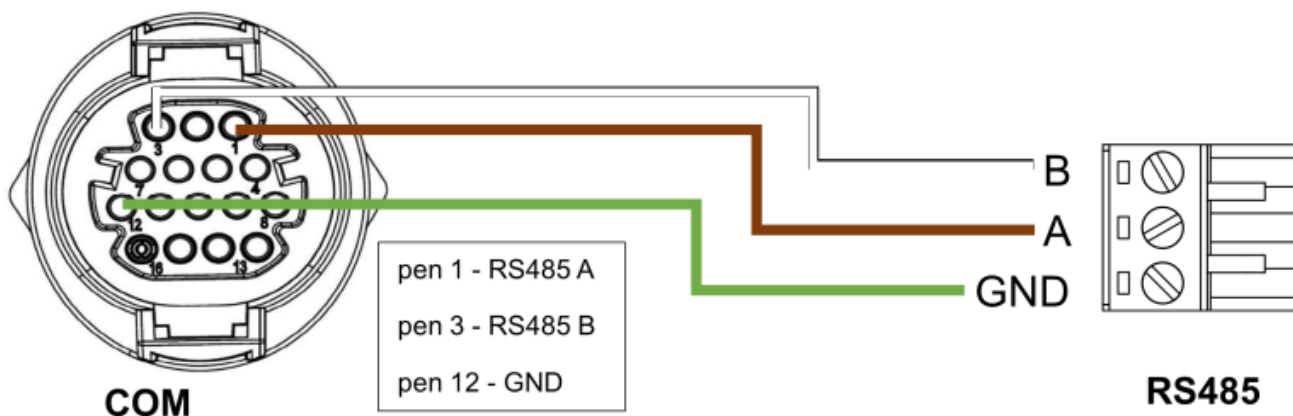 3
1
7
4
12
8
16
13
B
A
GND
pen 1 - RS485 A
pen 3 - RS485 B
pen 12 - GND
COM
RS485